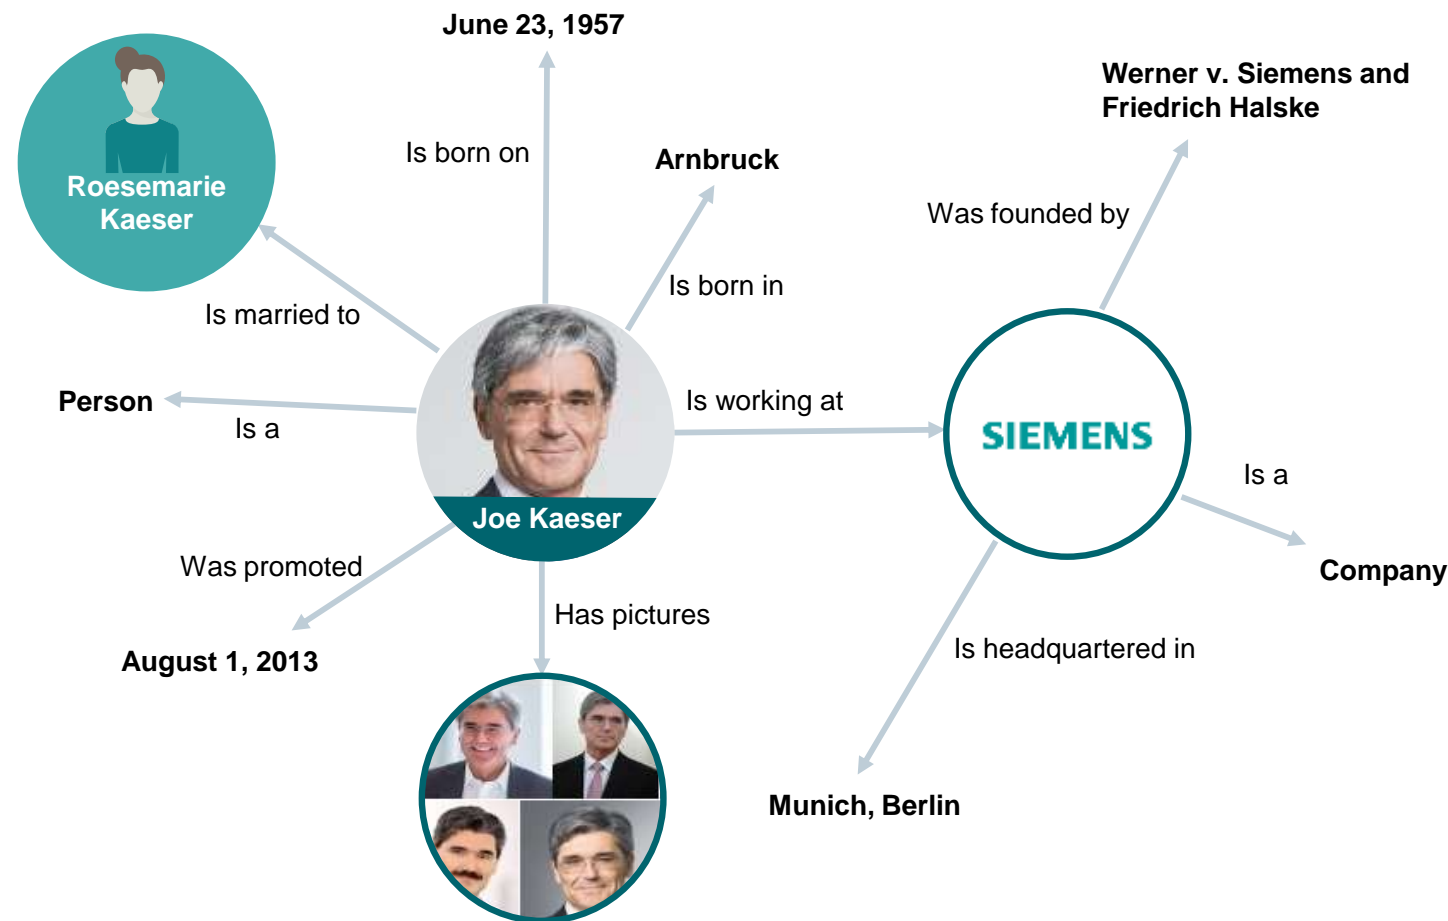 June 23, 1957
Werner v. Siemens and
Friedrich Halske
Is born on
Arnbruck
Roesemarie
Kaeser
Was founded by
Is born in
Is married to
Person
Is a
Is working at
SIEMENS
Is a
Joe Kaeser
Was promoted
Company
Has pictures
Is headquartered in
August 1, 2013
Munich, Berlin